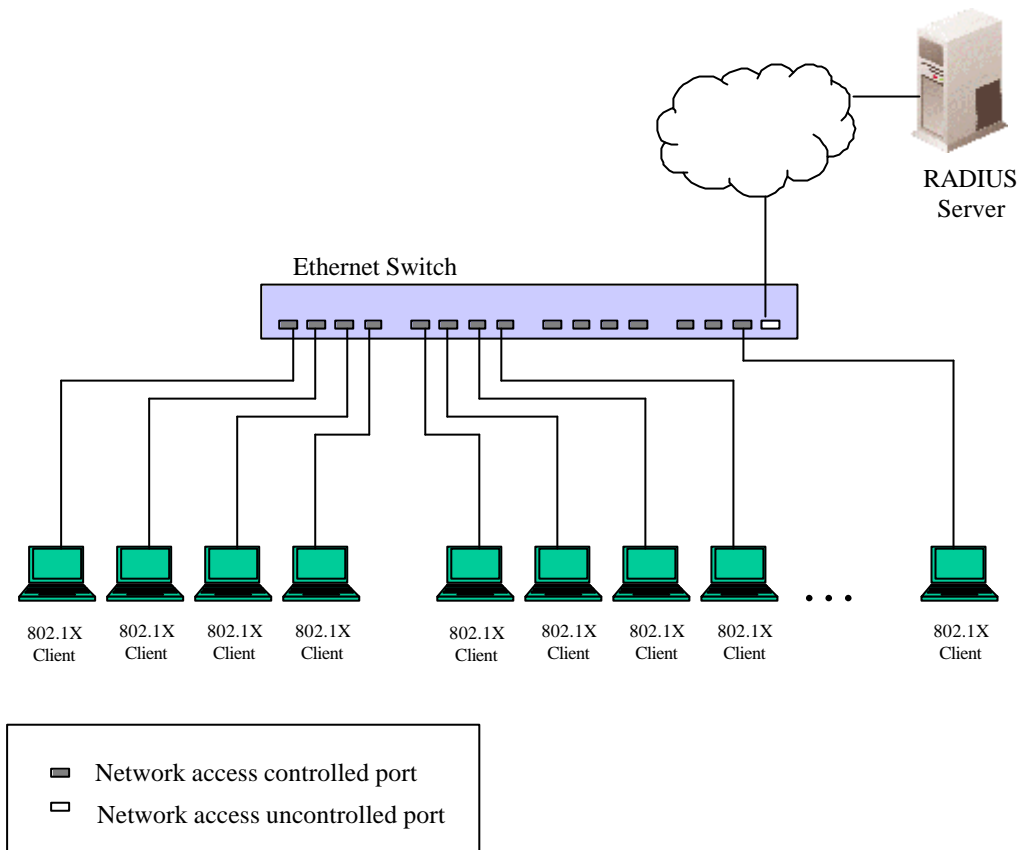 RADIUS
Server
Ethernet Switch
802.1X
Client
802.1X
Client
802.1X
Client
802.1X
Client
802.1X
Client
802.1X
Client
802.1X
Client
802.1X
Client
. . .
802.1X
Client
Network access controlled port
Network access uncontrolled port